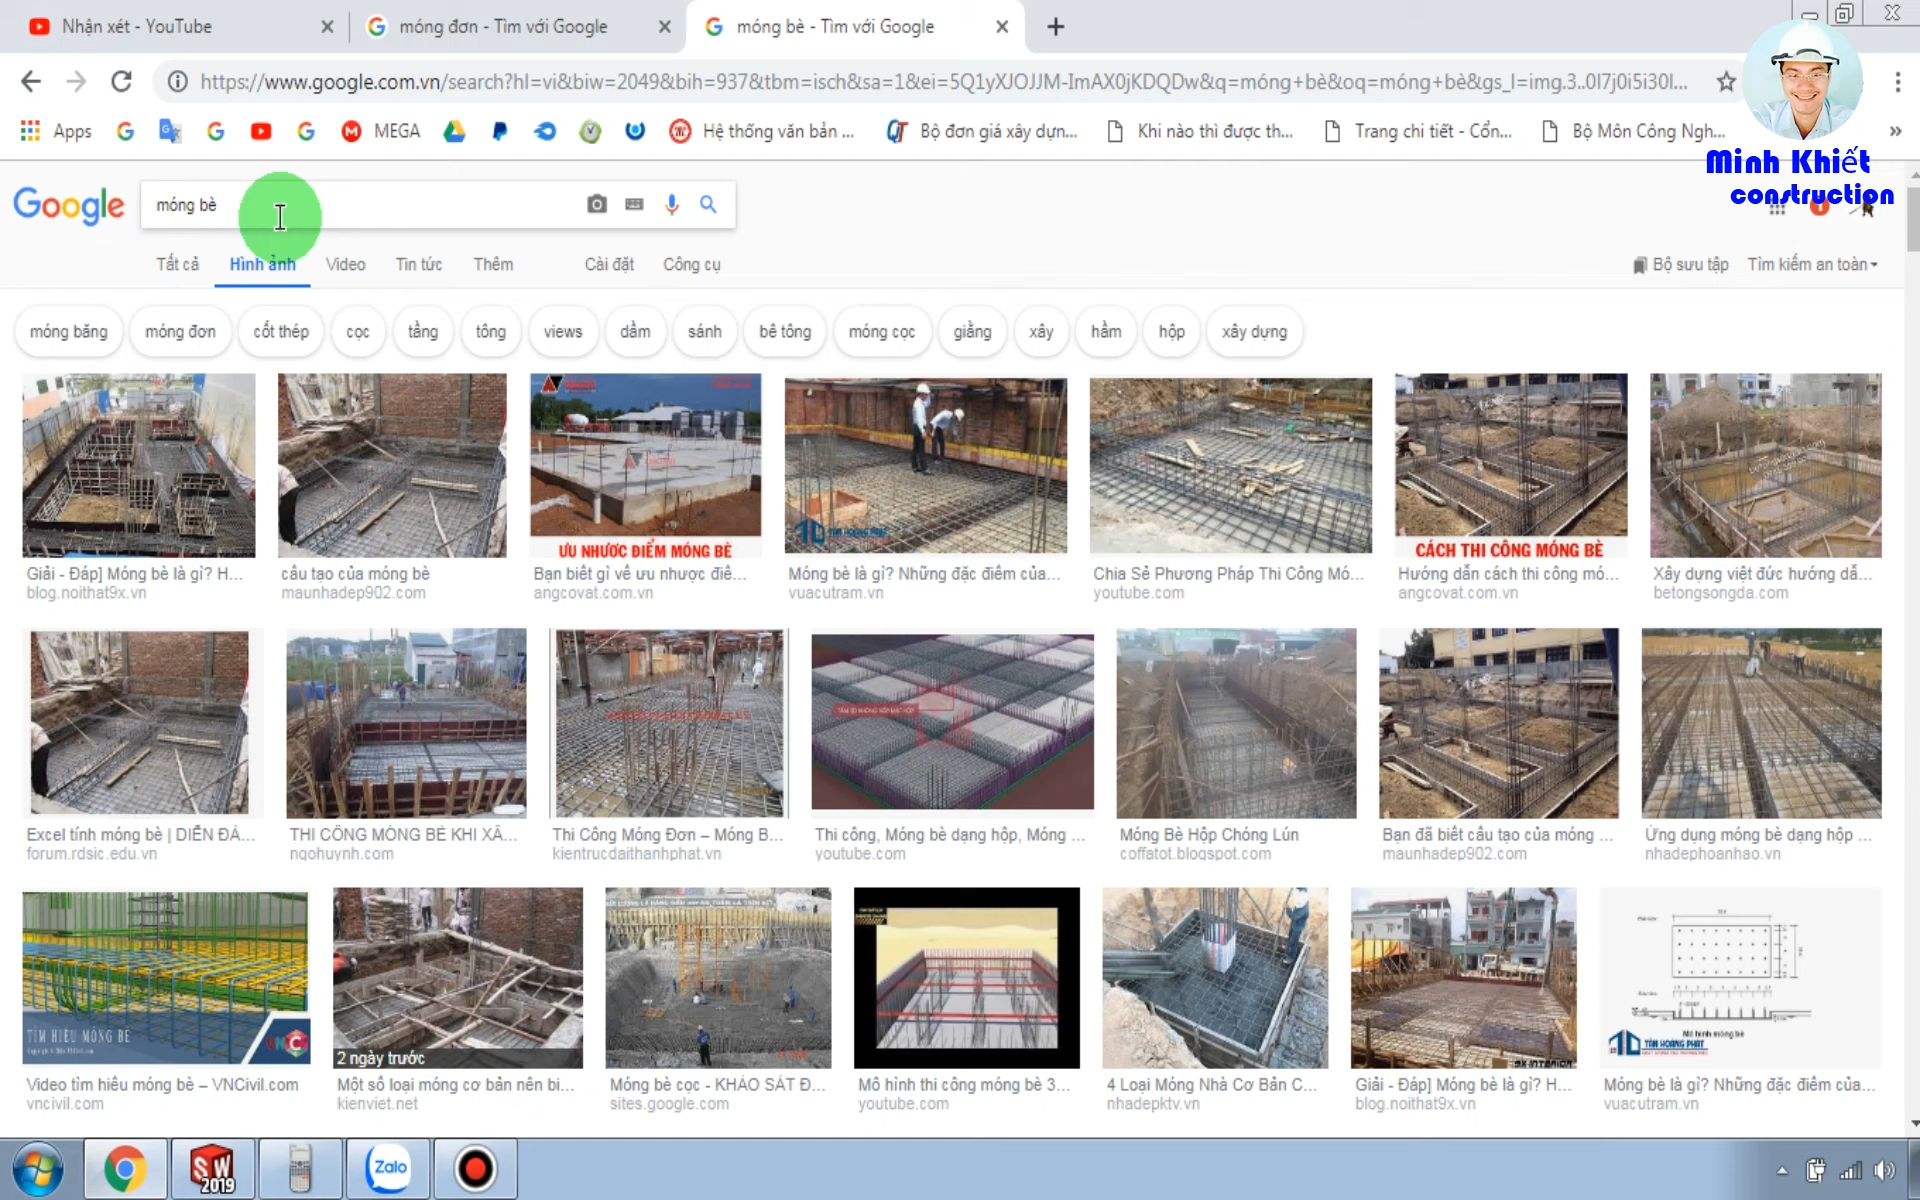 Nhận xét - YouTube
móng đơn - Tìm với Google
móng bè - Tìm với Google
https://www.google.com.vn/search?hl=vi&biw=2049&bih=937&tbm=isch&sa=1&ei=5Q1yXJOJJM-ImAX0jKDQDw&q=móng+bè&oq=móng+bè&gs_l=img.3..0l7j0i5i30l...
Apps
MEGA
Hệ thống văn bản ...
Bộ đơn giá xây dựn...
Khi nào thì được th...
Trang chi tiết - Cổn...
Bộ Môn Công Ngh...
Minh Khiết
construction
Google
móng bè
Tất cả
Hình ảnh
Video
Tin tức
Thêm
Cài đặt
Công cụ
Bộ sưu tập
Tìm kiếm an toàn
móng băng
móng đơn
cốt thép
cọc
tầng
tông
views
dầm
sánh
bê tông
móng cọc
giằng
xây
hầm
hộp
xây dựng
ƯU NHƯỢC ĐIỂM MÓNG BÈ
CÁCH THI CÔNG MÓNG BÈ
Giải - Đáp] Móng bè là gì? H...
blog.noithat9x.vn
cấu tạo của móng bè
maunhadep902.com
Bạn biết gì về ưu nhược điể...
angcovat.com.vn
Móng bè là gì? Những đặc điểm của...
vuacutram.vn
Chia Sẻ Phương Pháp Thi Công Mó...
youtube.com
Hướng dẫn cách thi công mó...
angcovat.com.vn
Xây dựng việt đức hướng dẫ...
betongsongda.com
Excel tính móng bè | DIỄN ĐÀ...
forum.rdsic.edu.vn
THI CÔNG MÓNG BÈ KHI XÂ...
ngohuynh.com
Thi Công Móng Đơn – Móng B...
kientrucdaithanhphat.vn
Thi công, Móng bè dạng hộp, Móng ...
youtube.com
Móng Bè Hộp Chóng Lún
coffatot.blogspot.com
Bạn đã biết cấu tạo của móng ...
maunhadep902.com
Ứng dụng móng bè dạng hộp ...
nhadephoanhao.vn
TÌM HIỂU MÓNG BÈ
2 ngày trước
Mô hình móng bè
TÂM HOÀNG PHÁT
9X INTERIOR
Video tìm hiểu móng bè – VNCivil.com
vncivil.com
Một số loại móng cơ bản nên bi...
kienviet.net
Móng bè cọc - KHẢO SÁT Đ...
sites.google.com
Mô hình thi công móng bè 3...
youtube.com
4 Loại Móng Nhà Cơ Bản C...
nhadepktv.vn
Giải - Đáp] Móng bè là gì? H...
blog.noithat9x.vn
Móng bè là gì? Những đặc điểm của...
vuacutram.vn
SW
2019
Zalo